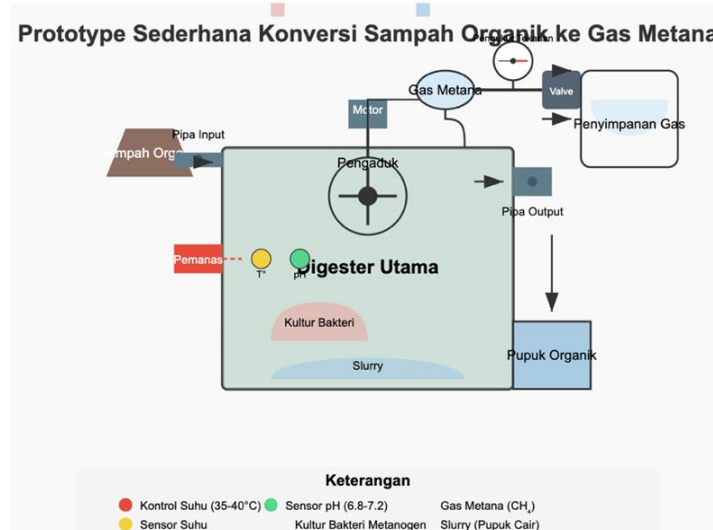 Prototype Sederhana Konversi Sampah Organik ke Gas Metana
Gas Metana
Valve
Motor
Penyimpanan Gas
Pipa Input
Pengaduk
Pipa Output
Pemanas
T°
pH
Digester Utama
Kultur Bakteri
Pupuk Organik
Slurry
Keterangan
Kontrol Suhu (35-40°C)
Sensor pH (6.8-7.2)
Gas Metana (CH₄)
Sensor Suhu
Kultur Bakteri Metanogen
Slurry (Pupuk Cair)